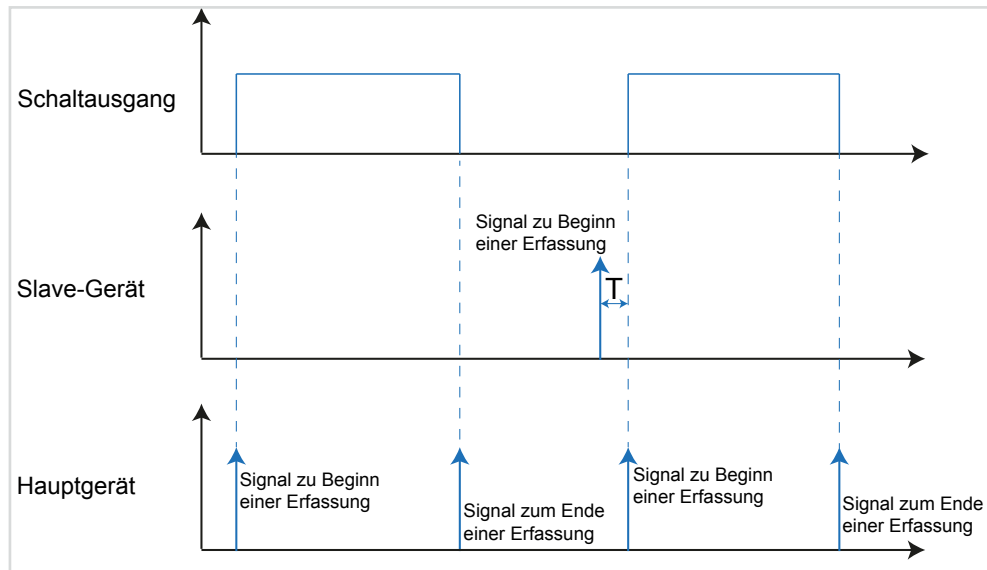 Schaltausgang
Signal zu Beginn
einer Erfassung
Slave-Gerät
T
Hauptgerät
Signal zu Beginn
einer Erfassung
Signal zum Ende
einer Erfassung
Signal zu Beginn
einer Erfassung
Signal zum Ende
einer Erfassung